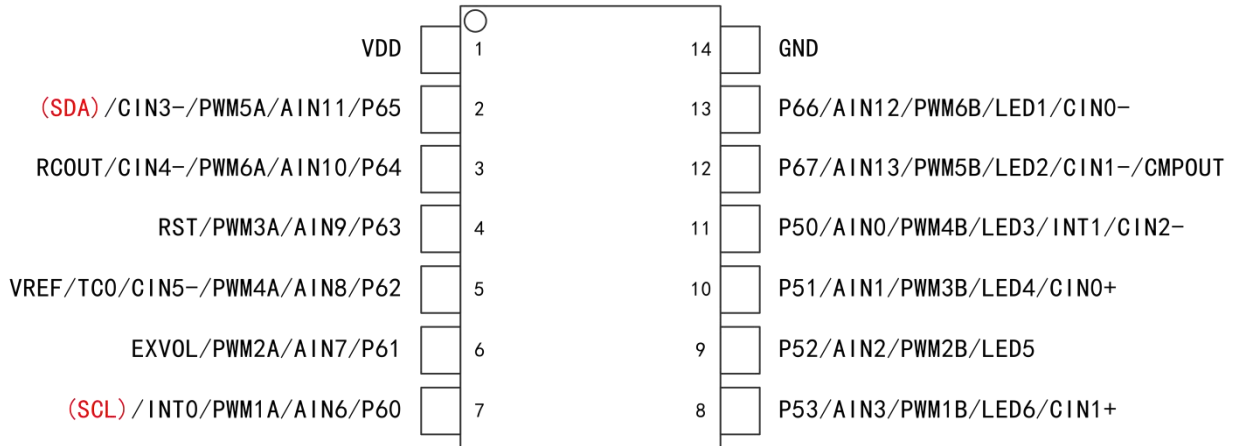 VDD 1 14 GND
(SDA)/CIN3-/PWM5A/AIN11/P65 2 13 P66/AIN12/PWM6B/LED1/CIN0-
RCOUT/CIN4-/PWM6A/AIN10/P64 3 12 P67/AIN13/PWM5B/LED2/CIN1-/CMPOUT
RST/PWM3A/AIN9/P63 4 11 P50/AIN0/PWM4B/LED3/INT1/CIN2-
VREF/TC0/CIN5-/PWM4A/AIN8/P62 5 10 P51/AIN1/PWM3B/LED4/CIN0+
EXVOL/PWM2A/AIN7/P61 6 9 P52/AIN2/PWM2B/LED5
(SCL)/INT0/PWM1A/AIN6/P60 7 8 P53/AIN3/PWM1B/LED6/CIN1+